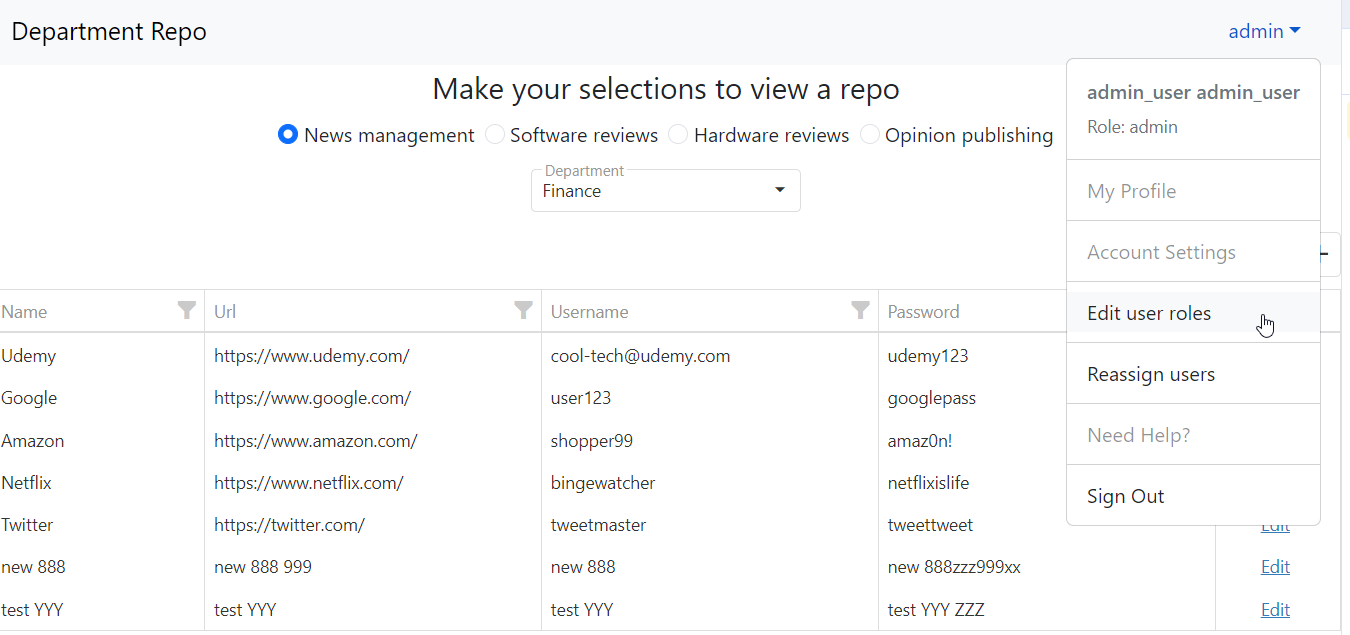 Department Repo
admin
Make your selections to view a repo
News management Software reviews Hardware reviews Opinion publishing
Department
Finance
admin_user admin_user
Role: admin
My Profile
Account Settings
Edit user roles
Reassign users
Need Help?
Sign Out
Name Url Username Password
Udemy https://www.udemy.com/ cool-tech@udemy.com udemy123
Google https://www.google.com/ user123 googlepass
Amazon https://www.amazon.com/ shopper99 amaz0n!
Netflix https://www.netflix.com/ bingewatcher netflixislife
Twitter https://twitter.com/ tweetmaster tweettweet Edit
new 888 new 888 999 new 888 new 888zzz999xx Edit
test YYY test YYY test YYY test YYY ZZZ Edit